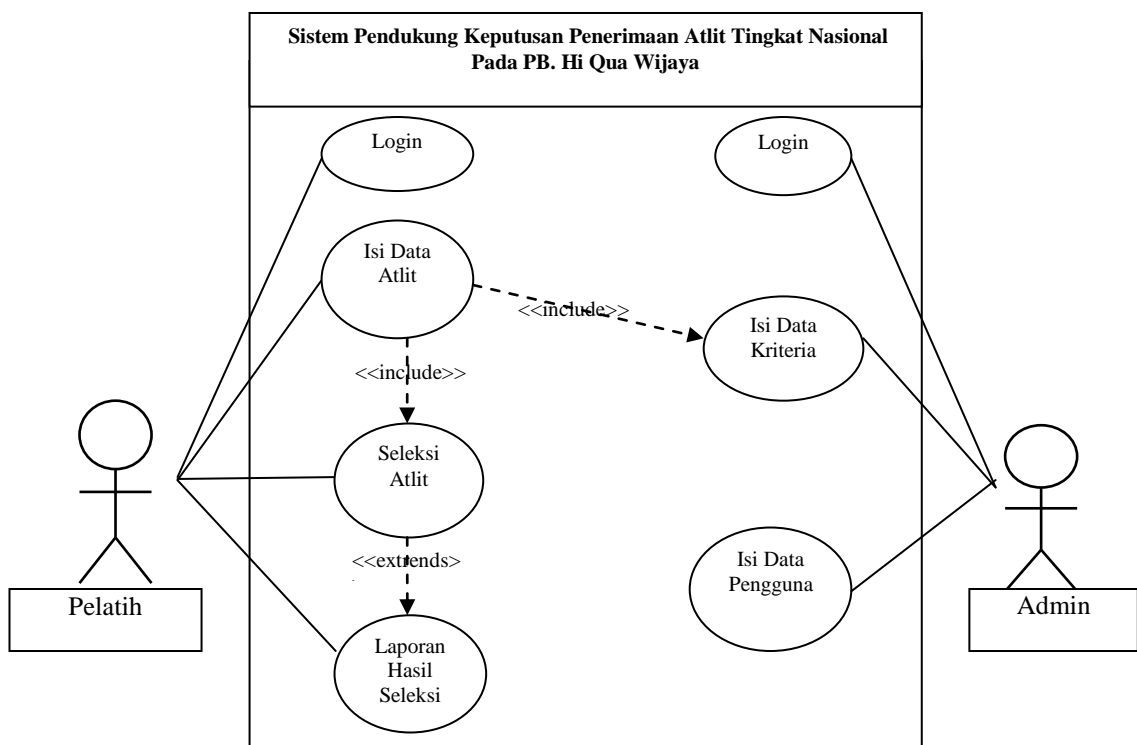 Sistem Pendukung Keputusan Penerimaan Atlit Tingkat Nasional
Pada PB. Hi Qua Wijaya
Login
Login
Isi Data
Atlit
<<include>>
Isi Data
Kriteria
<<include>>
Seleksi
Atlit
<<extrends>
Isi Data
Pengguna
Pelatih
Admin
Laporan
Hasil
Seleksi